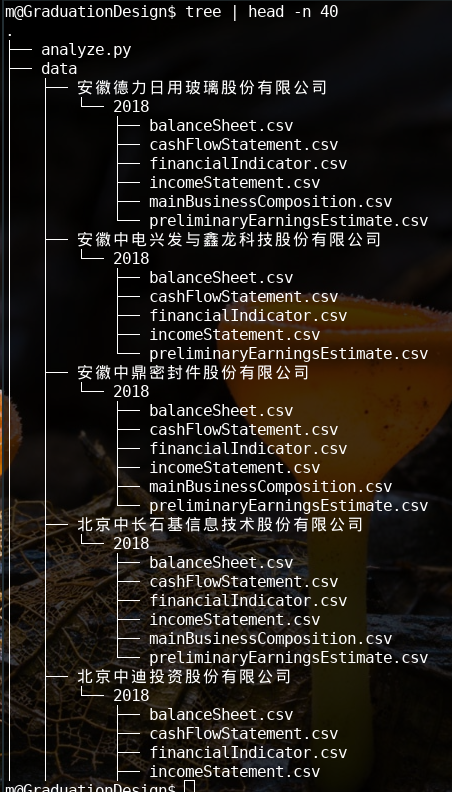 m@GraduationDesign$ tree | head -n 40
.
├── analyze.py
├── data
│   ├── 安徽德力日用玻璃股份有限公司
│   │   └── 2018
│   │       ├── balanceSheet.csv
│   │       ├── cashFlowStatement.csv
│   │       ├── financialIndicator.csv
│   │       ├── incomeStatement.csv
│   │       ├── mainBusinessComposition.csv
│   │       └── preliminaryEarningsEstimate.csv
│   ├── 安徽中电兴发与鑫龙科技股份有限公司
│   │   └── 2018
│   │       ├── balanceSheet.csv
│   │       ├── cashFlowStatement.csv
│   │       ├── financialIndicator.csv
│   │       ├── incomeStatement.csv
│   │       └── preliminaryEarningsEstimate.csv
│   ├── 安徽中鼎密封件股份有限公司
│   │   └── 2018
│   │       ├── balanceSheet.csv
│   │       ├── cashFlowStatement.csv
│   │       ├── financialIndicator.csv
│   │       ├── incomeStatement.csv
│   │       ├── mainBusinessComposition.csv
│   │       └── preliminaryEarningsEstimate.csv
│   ├── 北京中长石基信息技术股份有限公司
│   │   └── 2018
│   │       ├── balanceSheet.csv
│   │       ├── cashFlowStatement.csv
│   │       ├── financialIndicator.csv
│   │       ├── incomeStatement.csv
│   │       ├── mainBusinessComposition.csv
│   │       └── preliminaryEarningsEstimate.csv
│   ├── 北京中迪投资股份有限公司
│   │   └── 2018
│   │       ├── balanceSheet.csv
│   │       ├── cashFlowStatement.csv
│   │       ├── financialIndicator.csv
│   │       ├── incomeStatement.csv
m@GraduationDesign$